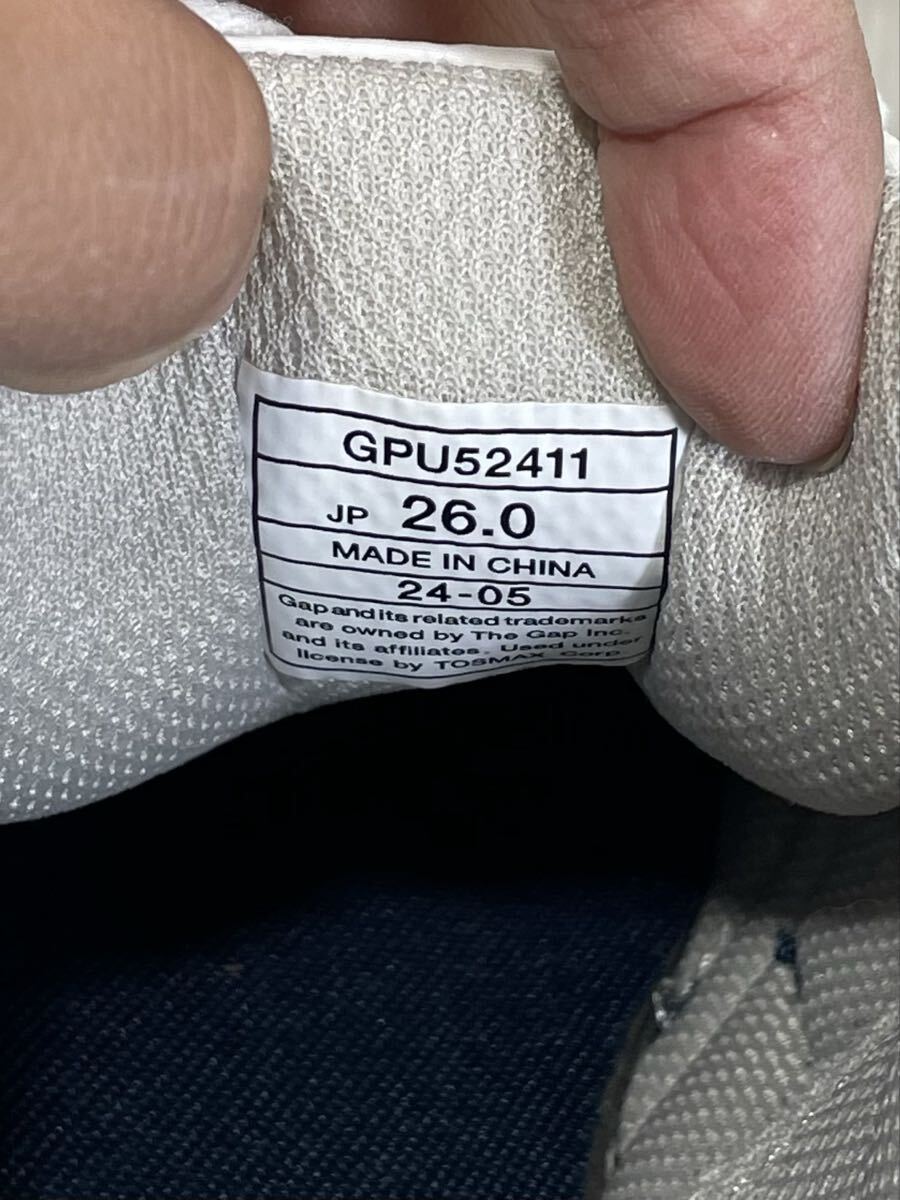 GPU52411
JP 26.0
MADE IN CHINA
24-05
Gap and its related trademarks
are owned by The Gap Inc.
and its affiliates. Used under
license by TOSMAX Corp.